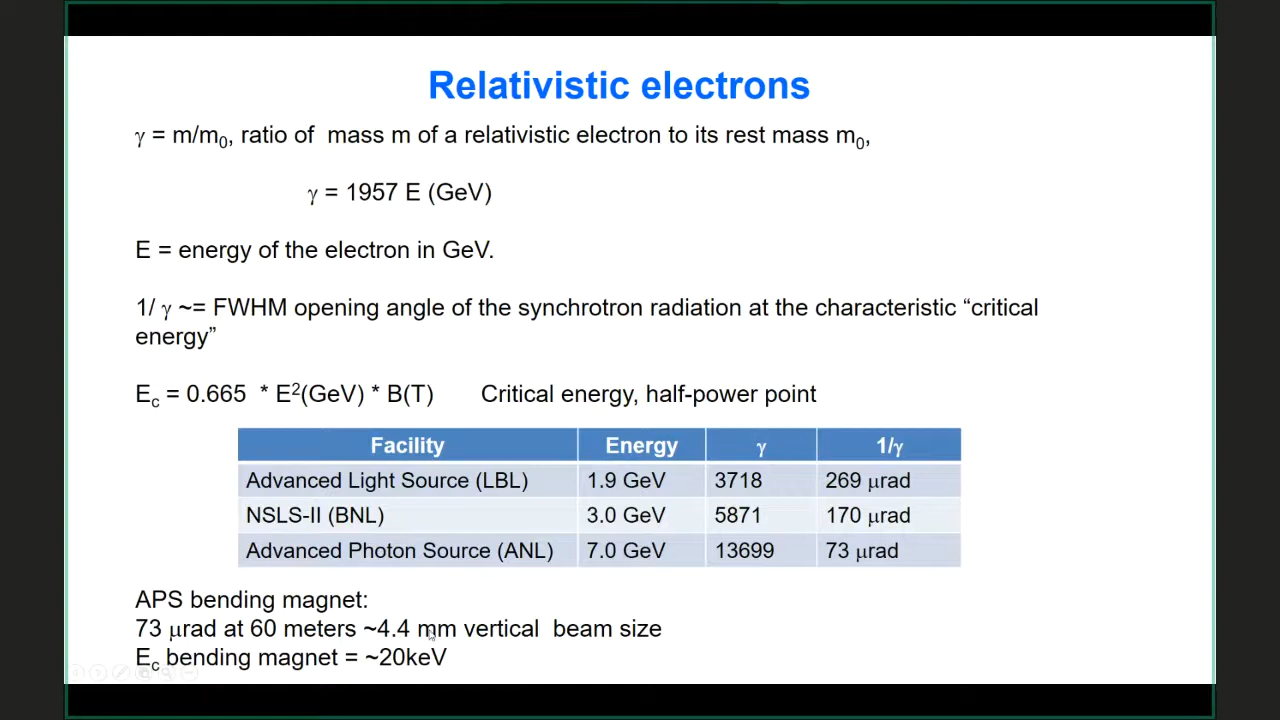 Relativistic electrons
γ = m/m₀, ratio of  mass m of a relativistic electron to its rest mass m₀,
γ = 1957 E (GeV)
E = energy of the electron in GeV.
1/ γ ~= FWHM opening angle of the synchrotron radiation at the characteristic “critical
energy”
E_c = 0.665  * E²(GeV) * B(T)  Critical energy, half-power point
Facility Energy γ 1/γ
Advanced Light Source (LBL) 1.9 GeV 3718 269 μrad
NSLS-II (BNL) 3.0 GeV 5871 170 μrad
Advanced Photon Source (ANL) 7.0 GeV 13699 73 μrad
APS bending magnet:
73 μrad at 60 meters ~4.4 mm vertical  beam size
E_c bending magnet = ~20keV